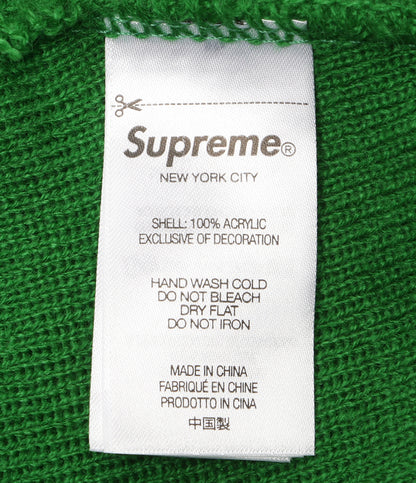 Supreme®
NEW YORK CITY
SHELL: 100% ACRYLIC
EXCLUSIVE OF DECORATION
HAND WASH COLD
DO NOT BLEACH
DRY FLAT
DO NOT IRON
MADE IN CHINA
FABRIQUÉ EN CHINE
PRODOTTO IN CINA
中国製